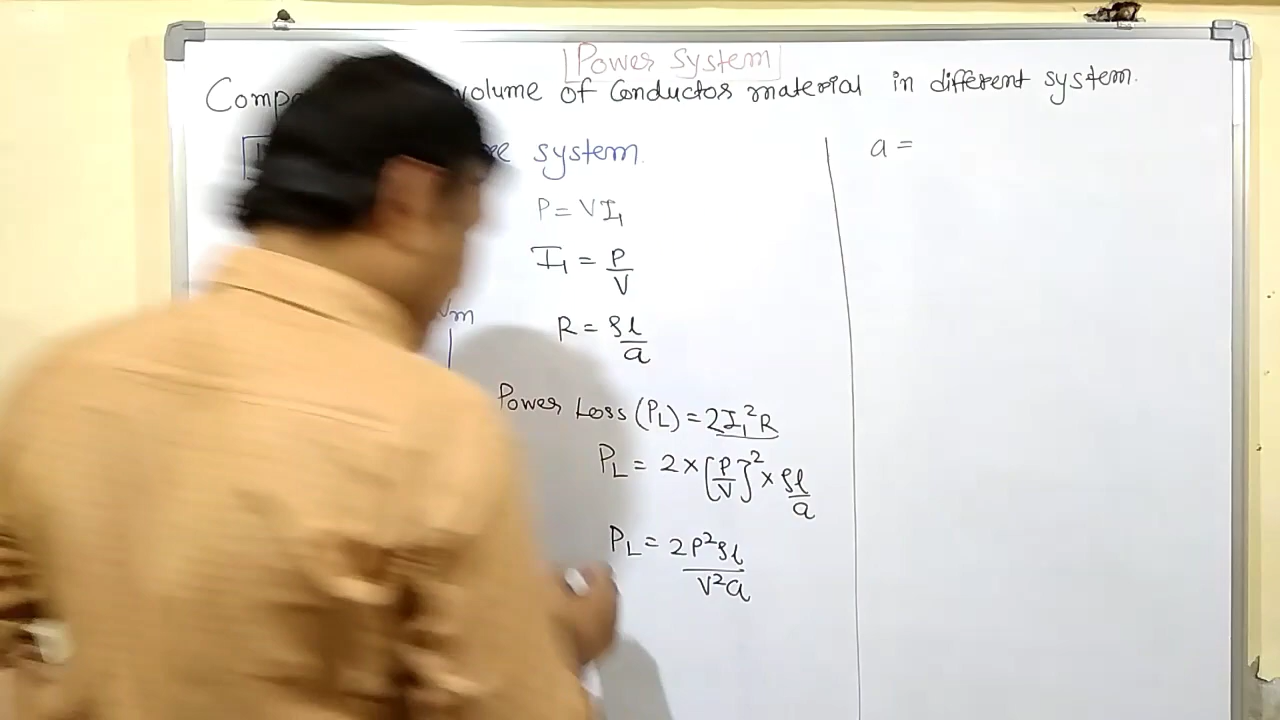 Power System
volume of Conductor material in different system.
system.
P = VI₁
I₁ = P/V
Vm
R = ρl/a
Power Loss (P_L) = 2I₁²R
P_L = 2 × [P/V]² × ρl/a
P_L = 2P²ρl/V²a
a =